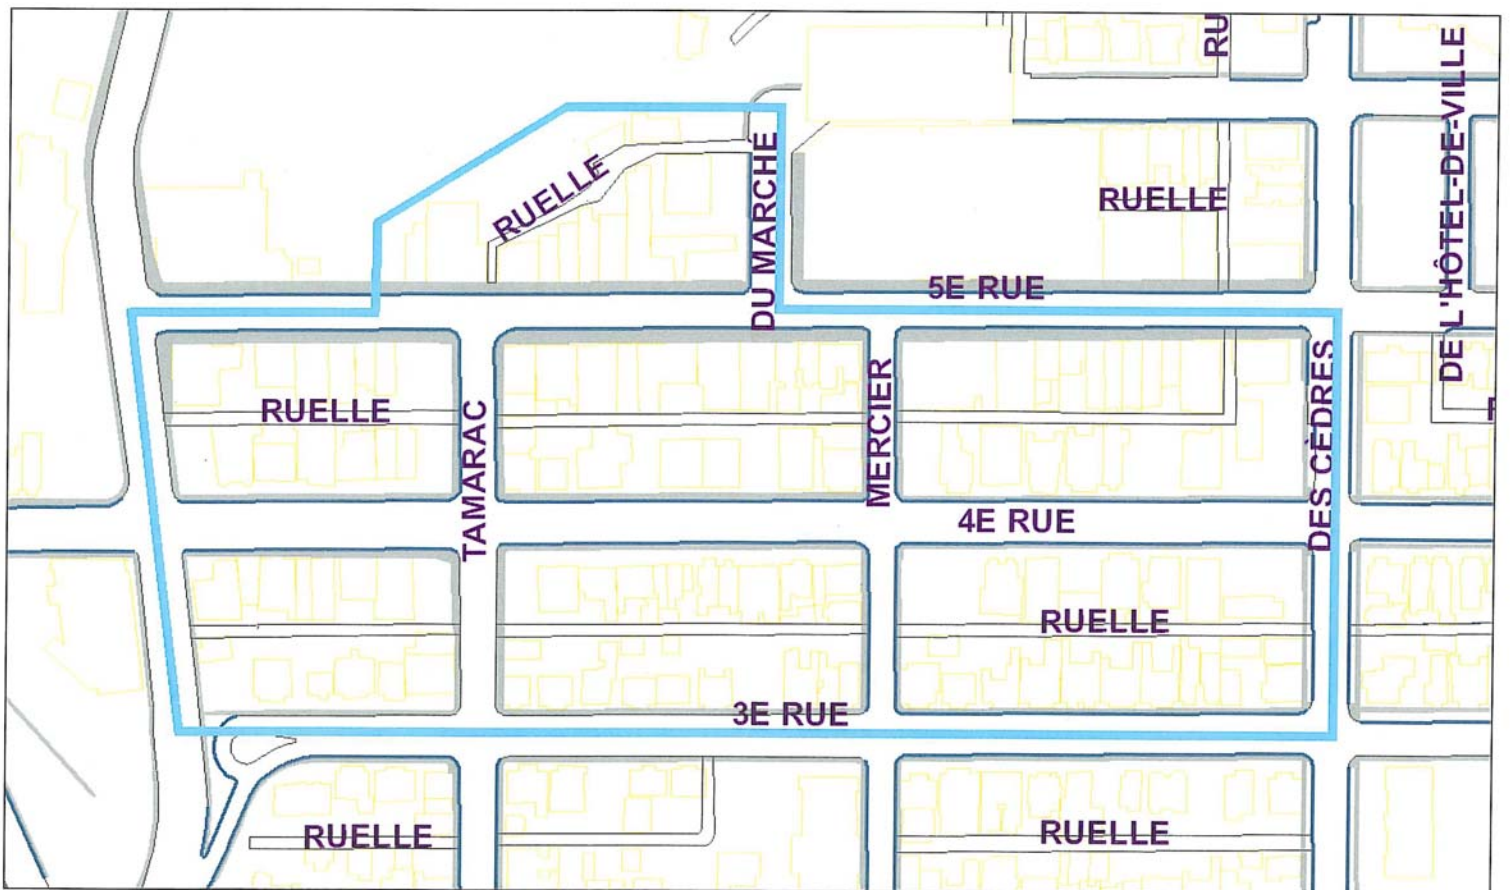 RU
DE L'HÔTEL-DE-VILLE
RUELLE
DU MARCHÉ
RUELLE
5E RUE
RUELLE
TAMARAC
MERCIER
DES CÈDRES
4E RUE
RUELLE
3E RUE
RUELLE
RUELLE